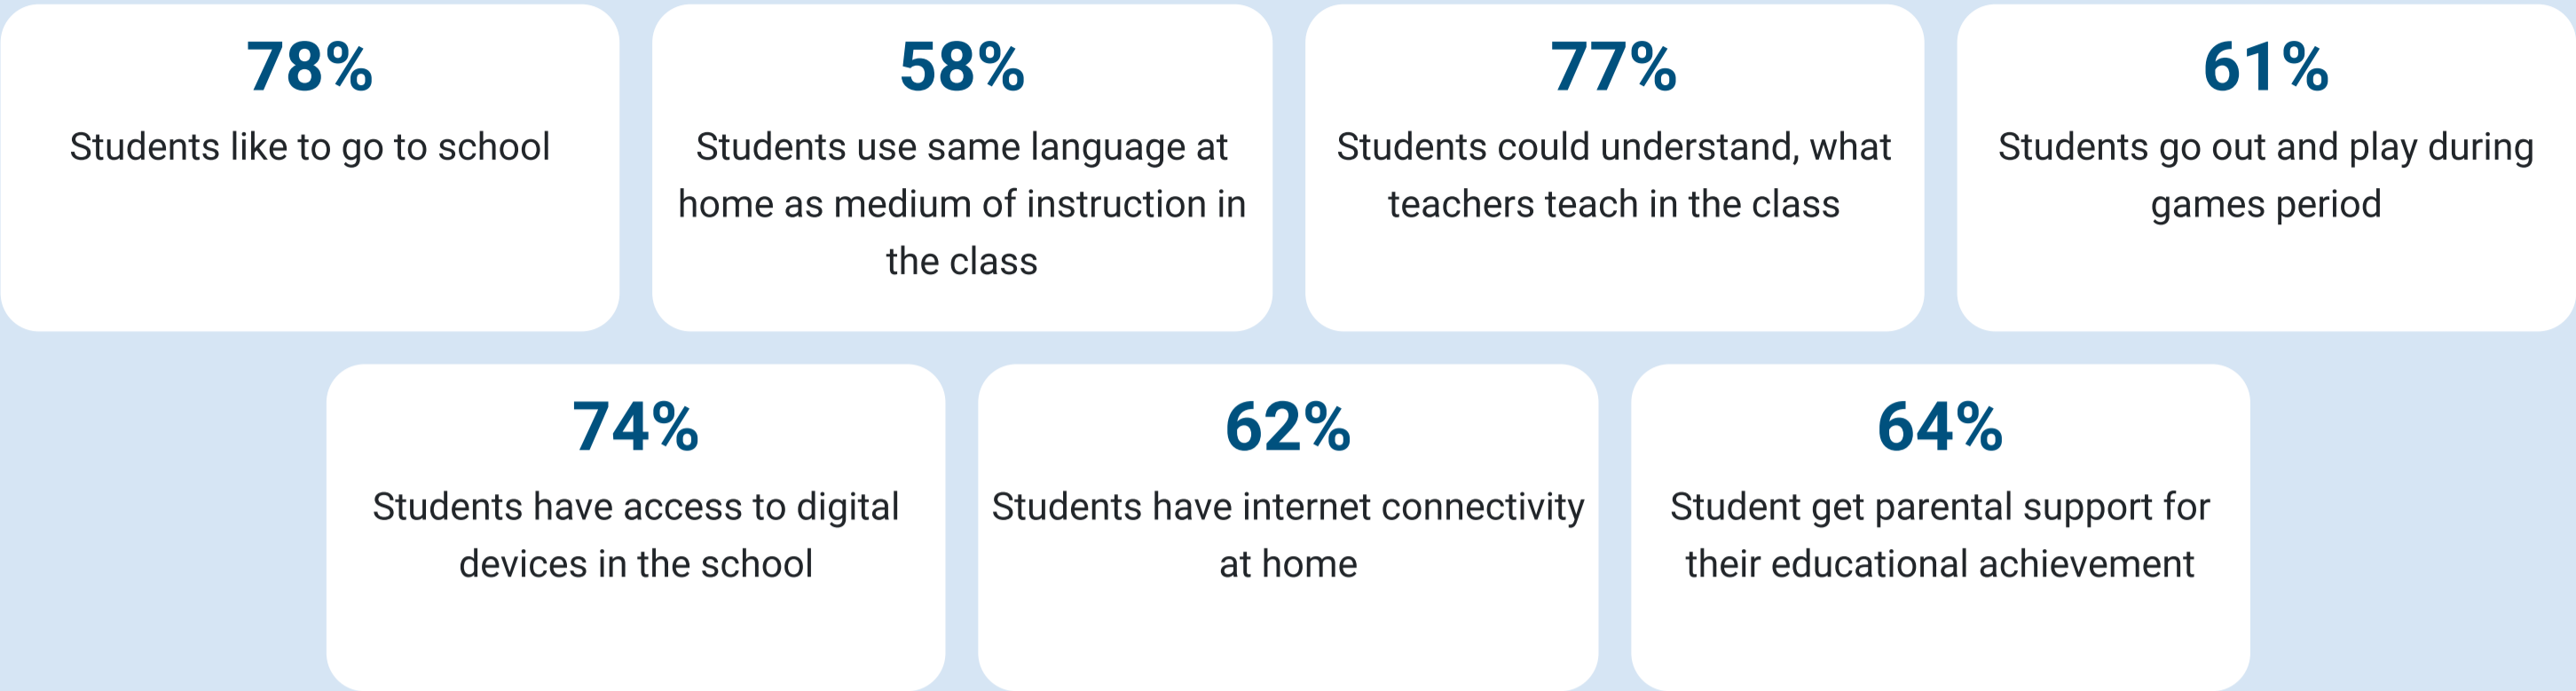 78%
Students like to go to school
58%
Students use same language at
home as medium of instruction in
the class
77%
Students could understand, what
teachers teach in the class
61%
Students go out and play during
games period
74%
Students have access to digital
devices in the school
62%
Students have internet connectivity
at home
64%
Student get parental support for
their educational achievement